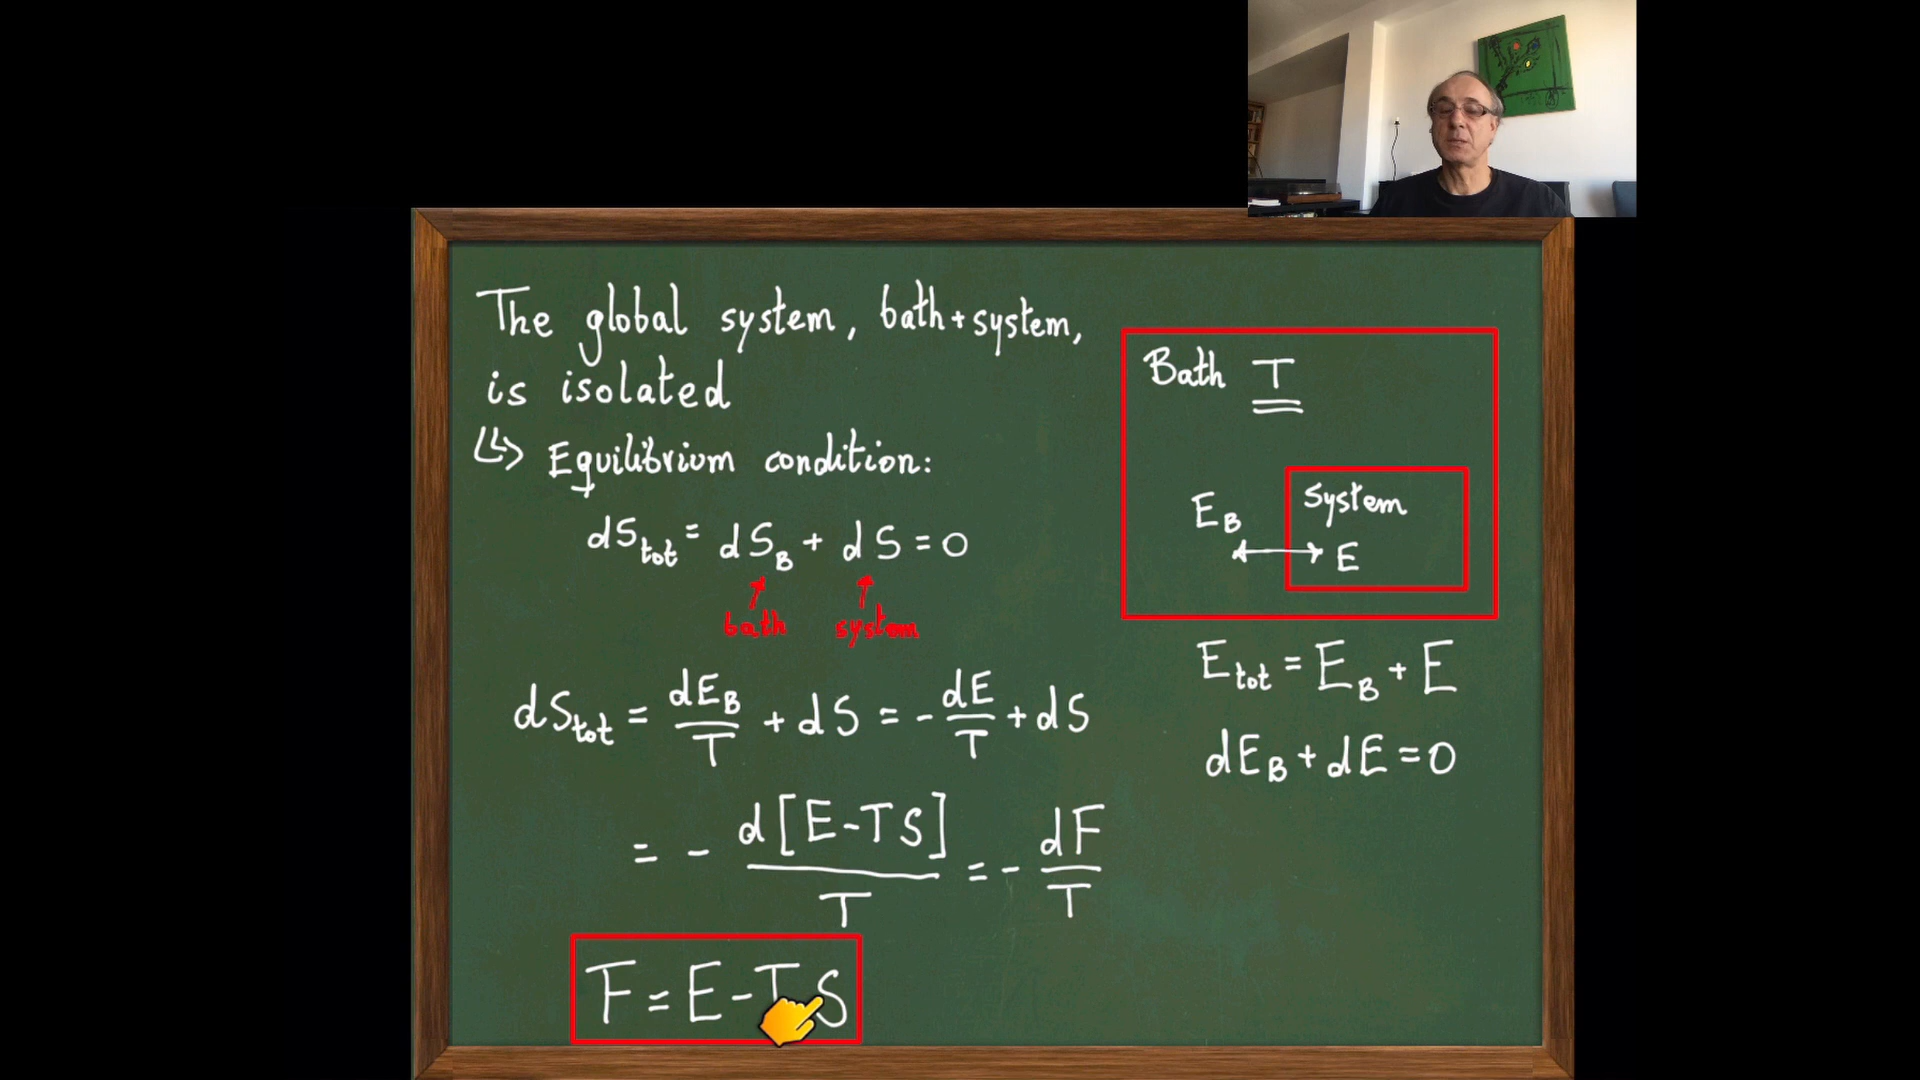 The global system, bath+system,
is isolated
↳ Equilibrium condition:
dS_tot = dS_B + dS = 0
bath system
dS_tot = dE_B/T + dS = - dE/T + dS
= - d[E-TS]/T = - dF/T
F = E - TS
Bath T
System
E_B ↔ E
E_tot = E_B + E
dE_B + dE = 0